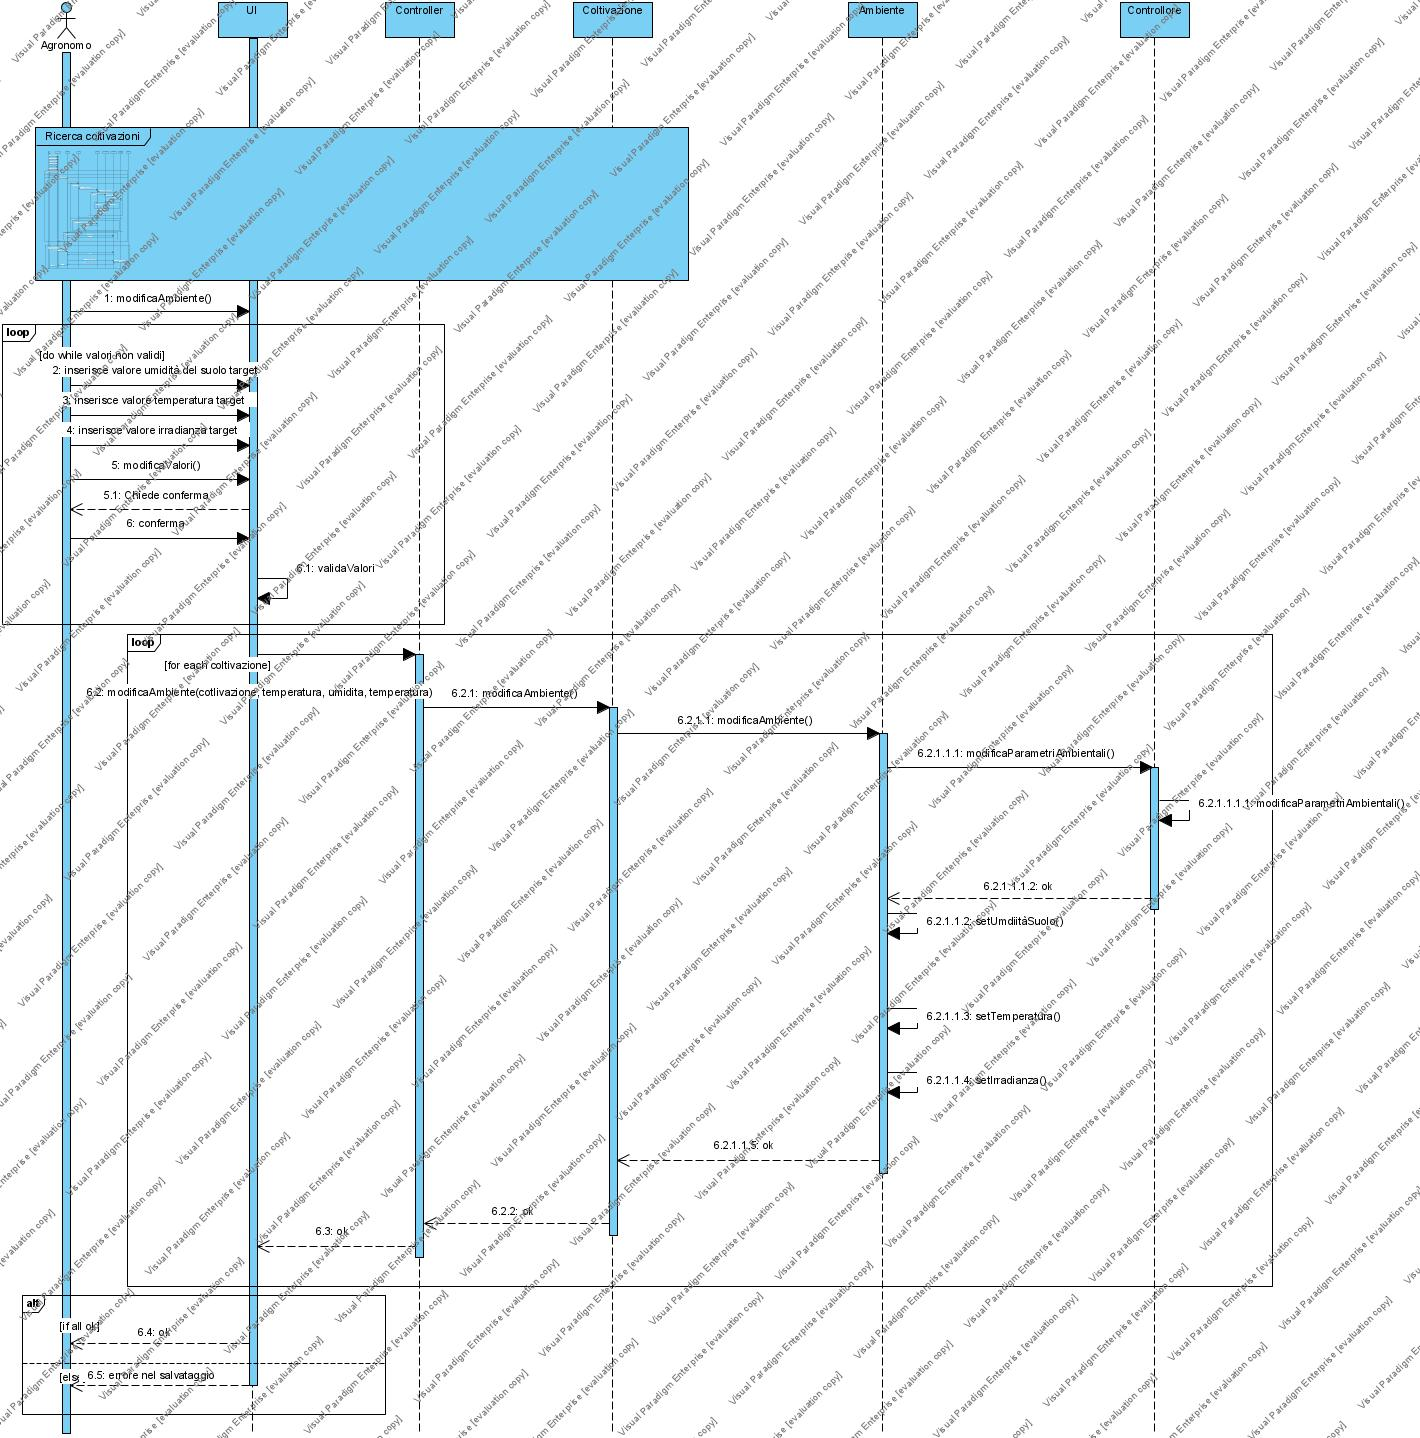 UI
Controller
Coltivazione
Ambiente
Controllore
Agronomo
Ricerca coltivazioni
1: modificaAmbiente()
loop
[do while valori non validi]
2: inserisce valore umidità del suolo target
3: inserisce valore temperatura target
4: inserisce valore irradianza target
5: modificaValori()
5.1: Chiede conferma
6: conferma
6.1: validaValori
loop
[for each coltivazione]
6.2: modificaAmbiente(cotlivazione, temperatura, umidita, temperatura)
6.2.1: modificaAmbiente()
6.2.1.1: modificaAmbiente()
6.2.1.1.1: modificaParametriAmbientali()
6.2.1.1.1.1: modificaParametriAmbientali()
6.2.1.1.1.2: ok
6.2.1.1.2: setUmditàSuolo()
6.2.1.1.3: setTemperatura()
6.2.1.1.4: setIrradianza()
6.2.1.1.5: ok
6.2.2: ok
6.3: ok
alt
[if all ok]
6.4: ok
[els
6.5: errore nel salvataggio
Visual Paradigm Enterprise [evaluation copy]